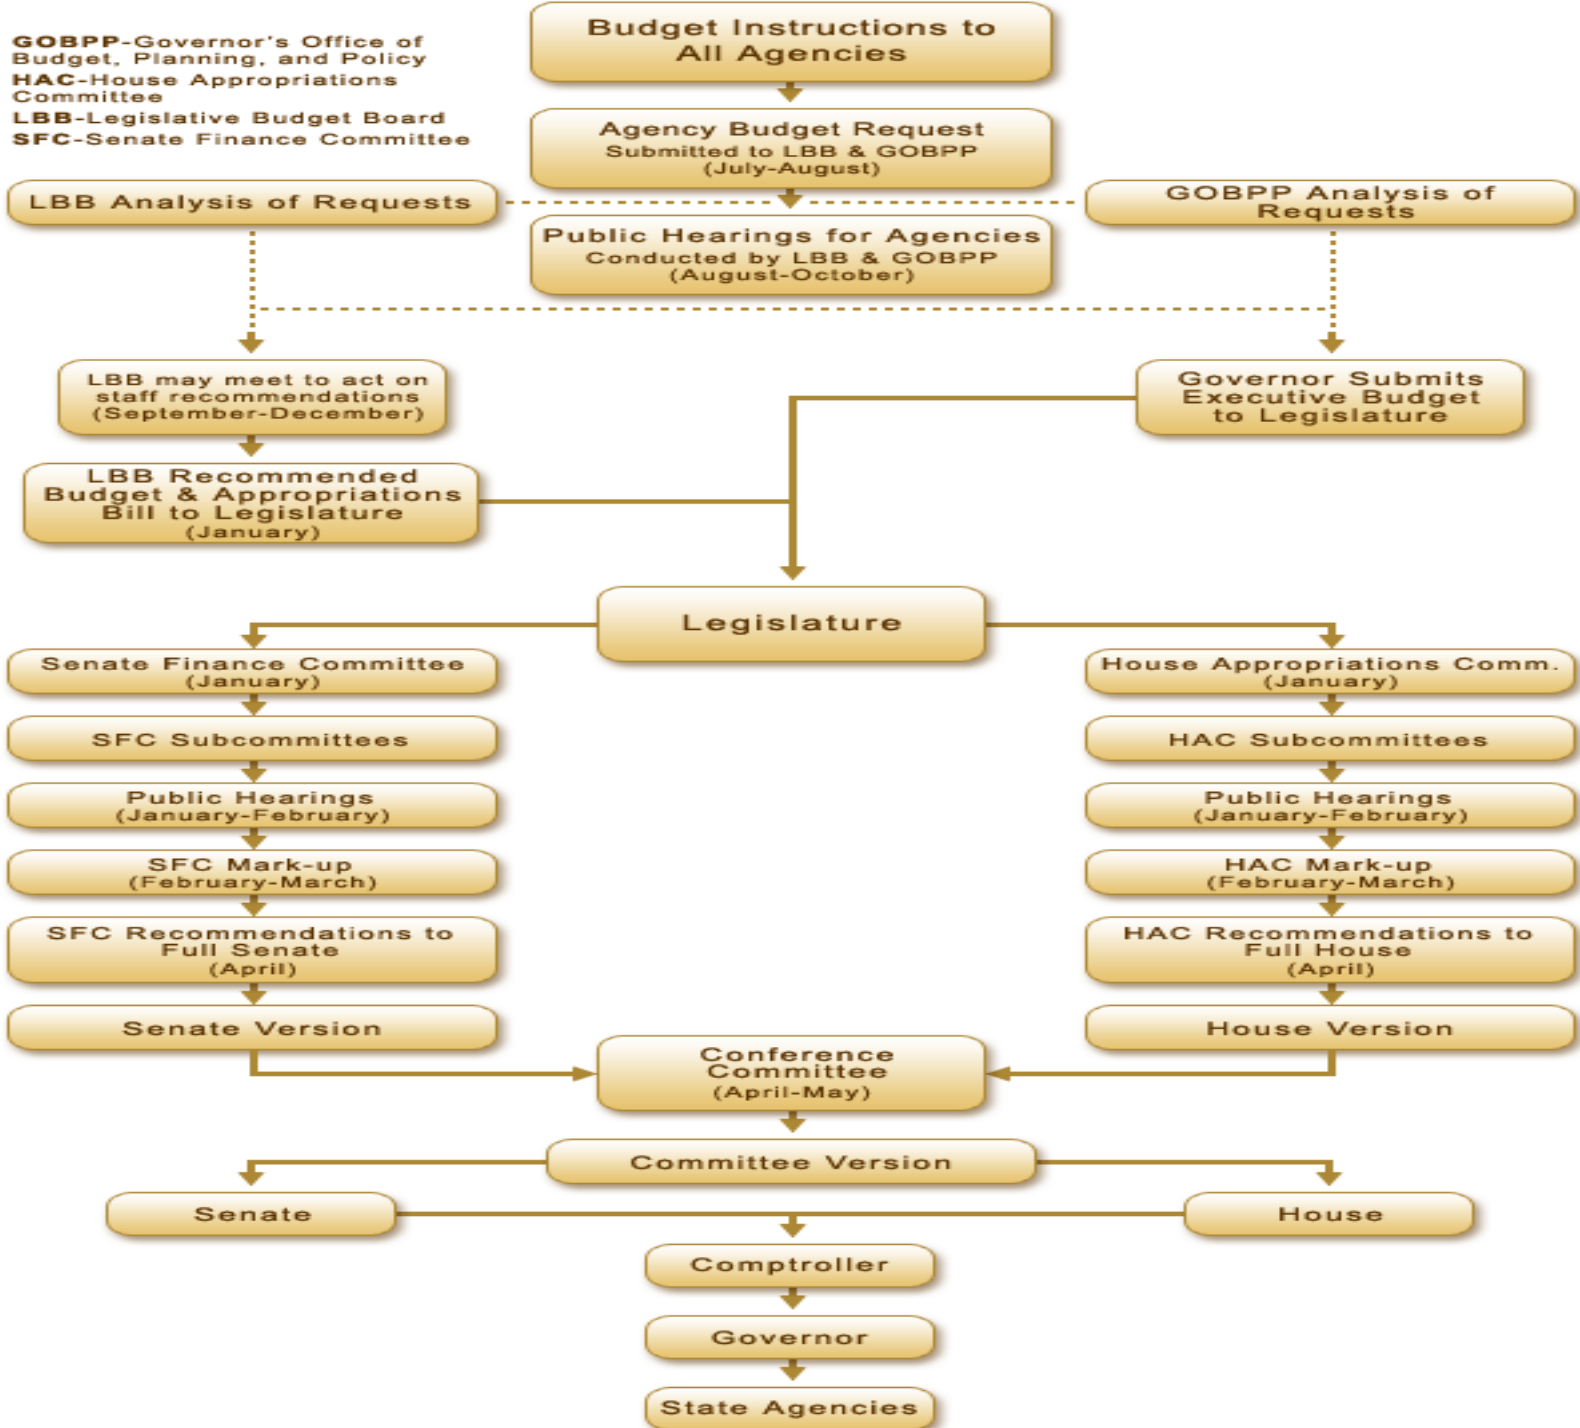 GOBPP-Governor's Office of
Budget, Planning, and Policy
HAC-House Appropriations
Committee
LBB-Legislative Budget Board
SFC-Senate Finance Committee
Budget Instructions to
All Agencies
Agency Budget Request
Submitted to LBB & GOBPP
(July-August)
LBB Analysis of Requests
GOBPP Analysis of
Requests
Public Hearings for Agencies
Conducted by LBB & GOBPP
(August-October)
LBB may meet to act on
staff recommendations
(September-December)
Governor Submits
Executive Budget
to Legislature
LBB Recommended
Budget & Appropriations
Bill to Legislature
(January)
Legislature
Senate Finance Committee
(January)
SFC Subcommittees
Public Hearings
(January-February)
SFC Mark-up
(February-March)
SFC Recommendations to
Full Senate
(April)
Senate Version
House Appropriations Comm.
(January)
HAC Subcommittees
Public Hearings
(January-February)
HAC Mark-up
(February-March)
HAC Recommendations to
Full House
(April)
House Version
Conference
Committee
(April-May)
Committee Version
Senate
House
Comptroller
Governor
State Agencies